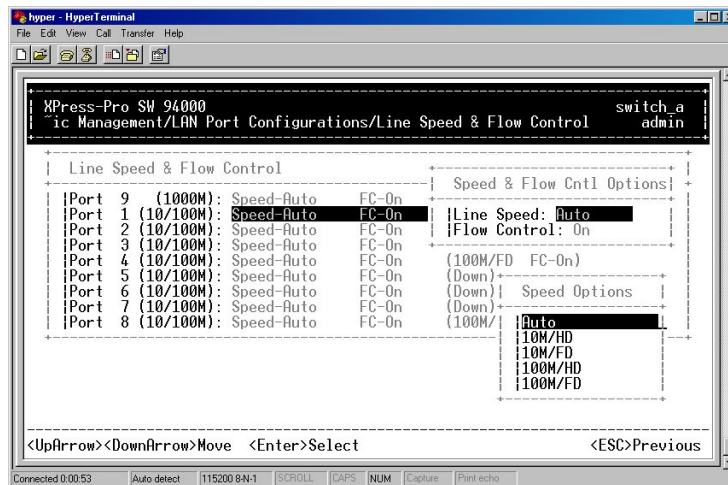 hyper - HyperTerminal
File Edit View Call Transfer Help
XPress-Pro SW 94000 switch_a
~ic Management/LAN Port Configurations/Line Speed & Flow Control admin
Line Speed & Flow Control
Speed & Flow Cntl Options
|Port 9 (1000M): Speed-Auto FC-On
|Port 1 (10/100M): Speed-Auto FC-On |Line Speed: Auto
|Port 2 (10/100M): Speed-Auto FC-On |Flow Control: On
|Port 3 (10/100M): Speed-Auto FC-On
|Port 4 (10/100M): Speed-Auto FC-On (100M/FD FC-On)
|Port 5 (10/100M): Speed-Auto FC-On (Down)
|Port 6 (10/100M): Speed-Auto FC-On (Down) Speed Options
|Port 7 (10/100M): Speed-Auto FC-On (Down)
|Port 8 (10/100M): Speed-Auto FC-On (100M/ |Auto
|10M/HD
|10M/FD
|100M/HD
|100M/FD
<UpArrow><DownArrow>Move <Enter>Select <ESC>Previous
Connected 0:00:53 Auto detect 115200 8-N-1 SCROLL CAPS NUM Capture Print echo